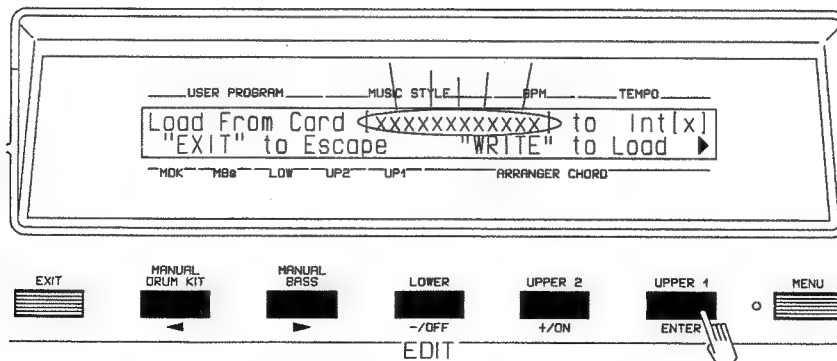 USER PROGRAM MUSIC STYLE BPM TEMPO
Load From Card [XXXXXXXXXXXX] to Int[x]
"EXIT" to Escape "WRITE" to Load ▶
MDK MBs LOW UP2 UP1 ARRANGER CHORD
EXIT MANUAL DRUM KIT MANUAL BASS LOWER UPPER 2 UPPER 1 MENU
◄ ► -/OFF +/ON ENTER
EDIT